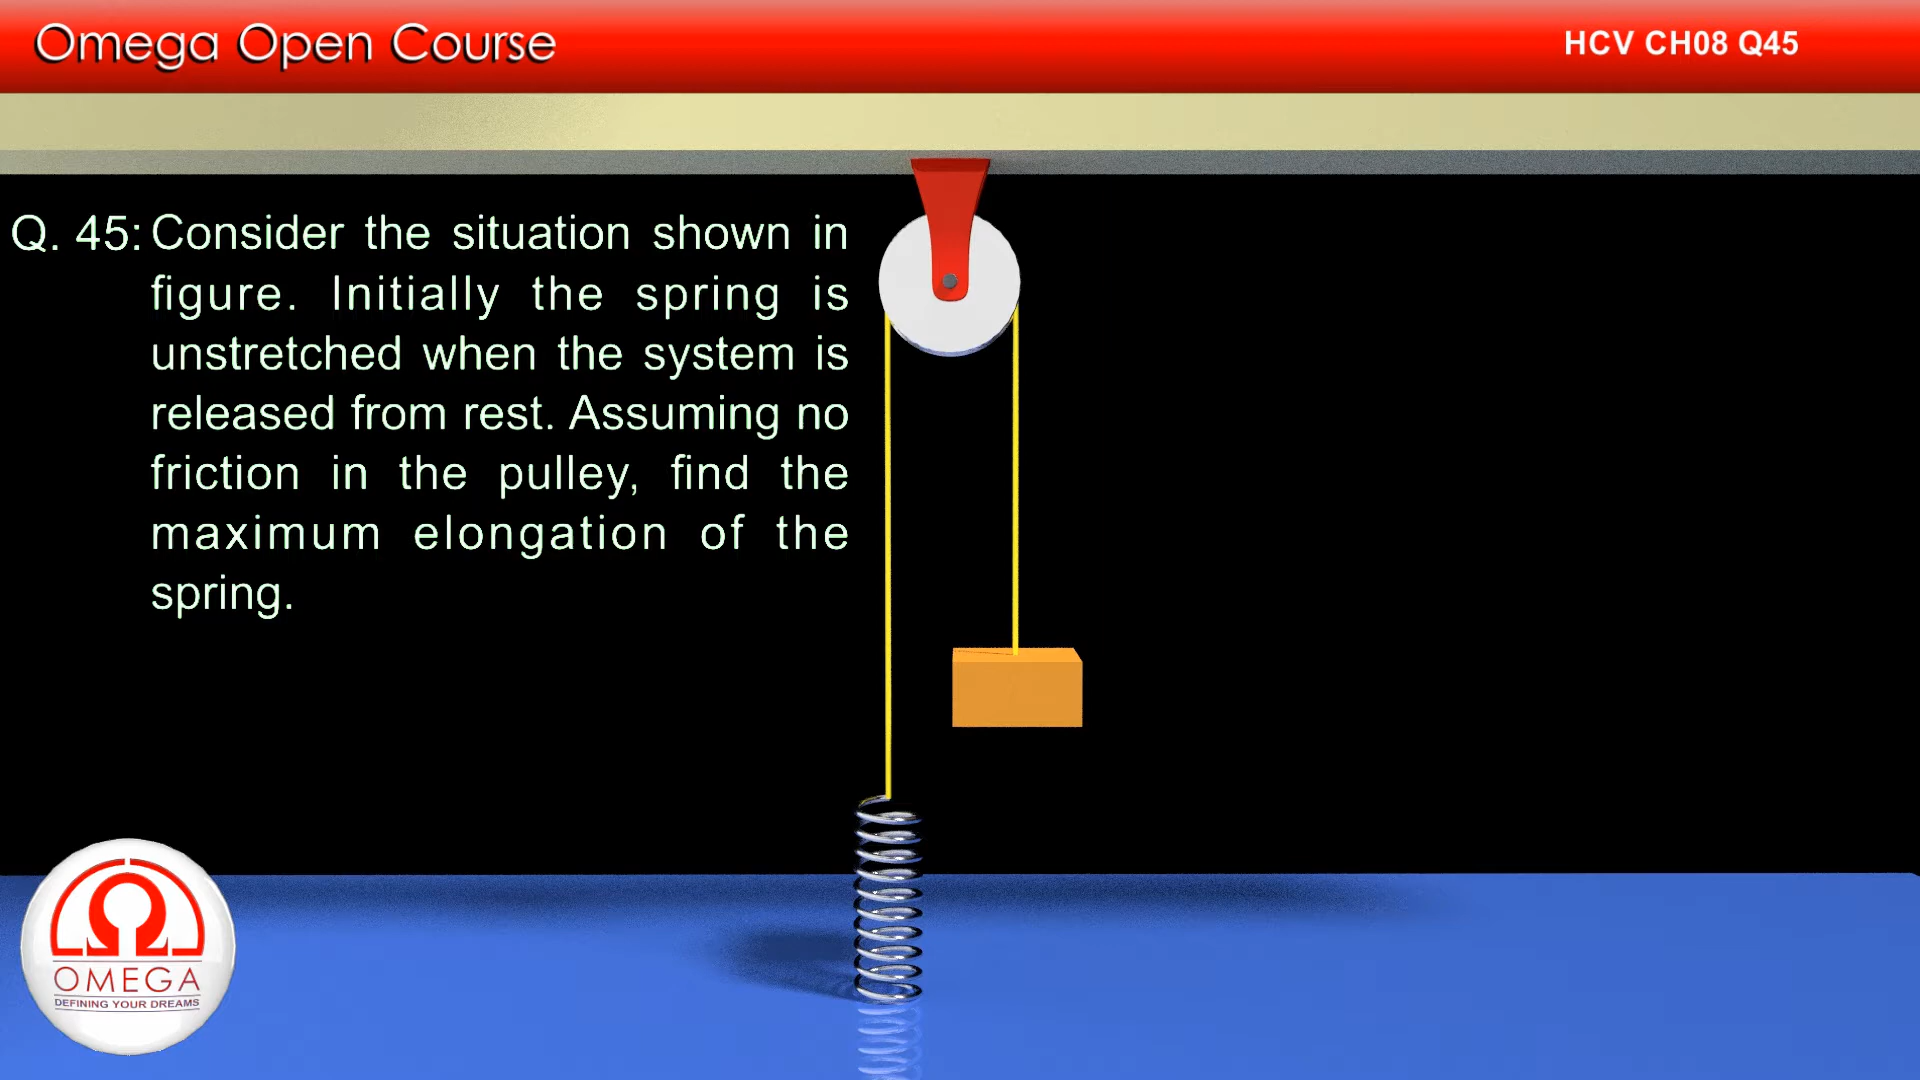 Omega Open Course
HCV CH08 Q45
Q. 45: Consider the situation shown in
figure. Initially the spring is
unstretched when the system is
released from rest. Assuming no
friction in the pulley, find the
maximum elongation of the
spring.
Ω
OMEGA
DEFINING YOUR DREAMS